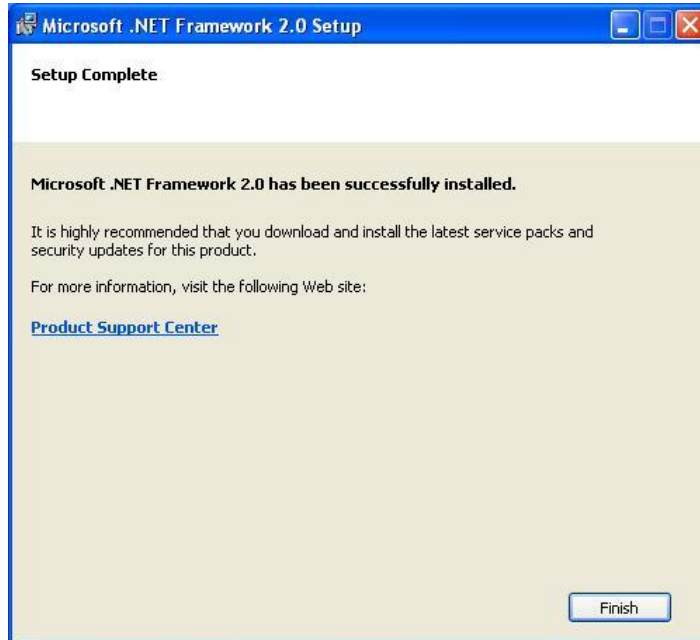 Microsoft .NET Framework 2.0 Setup
Setup Complete
Microsoft .NET Framework 2.0 has been successfully installed.
It is highly recommended that you download and install the latest service packs and
security updates for this product.
For more information, visit the following Web site:
Product Support Center
Finish